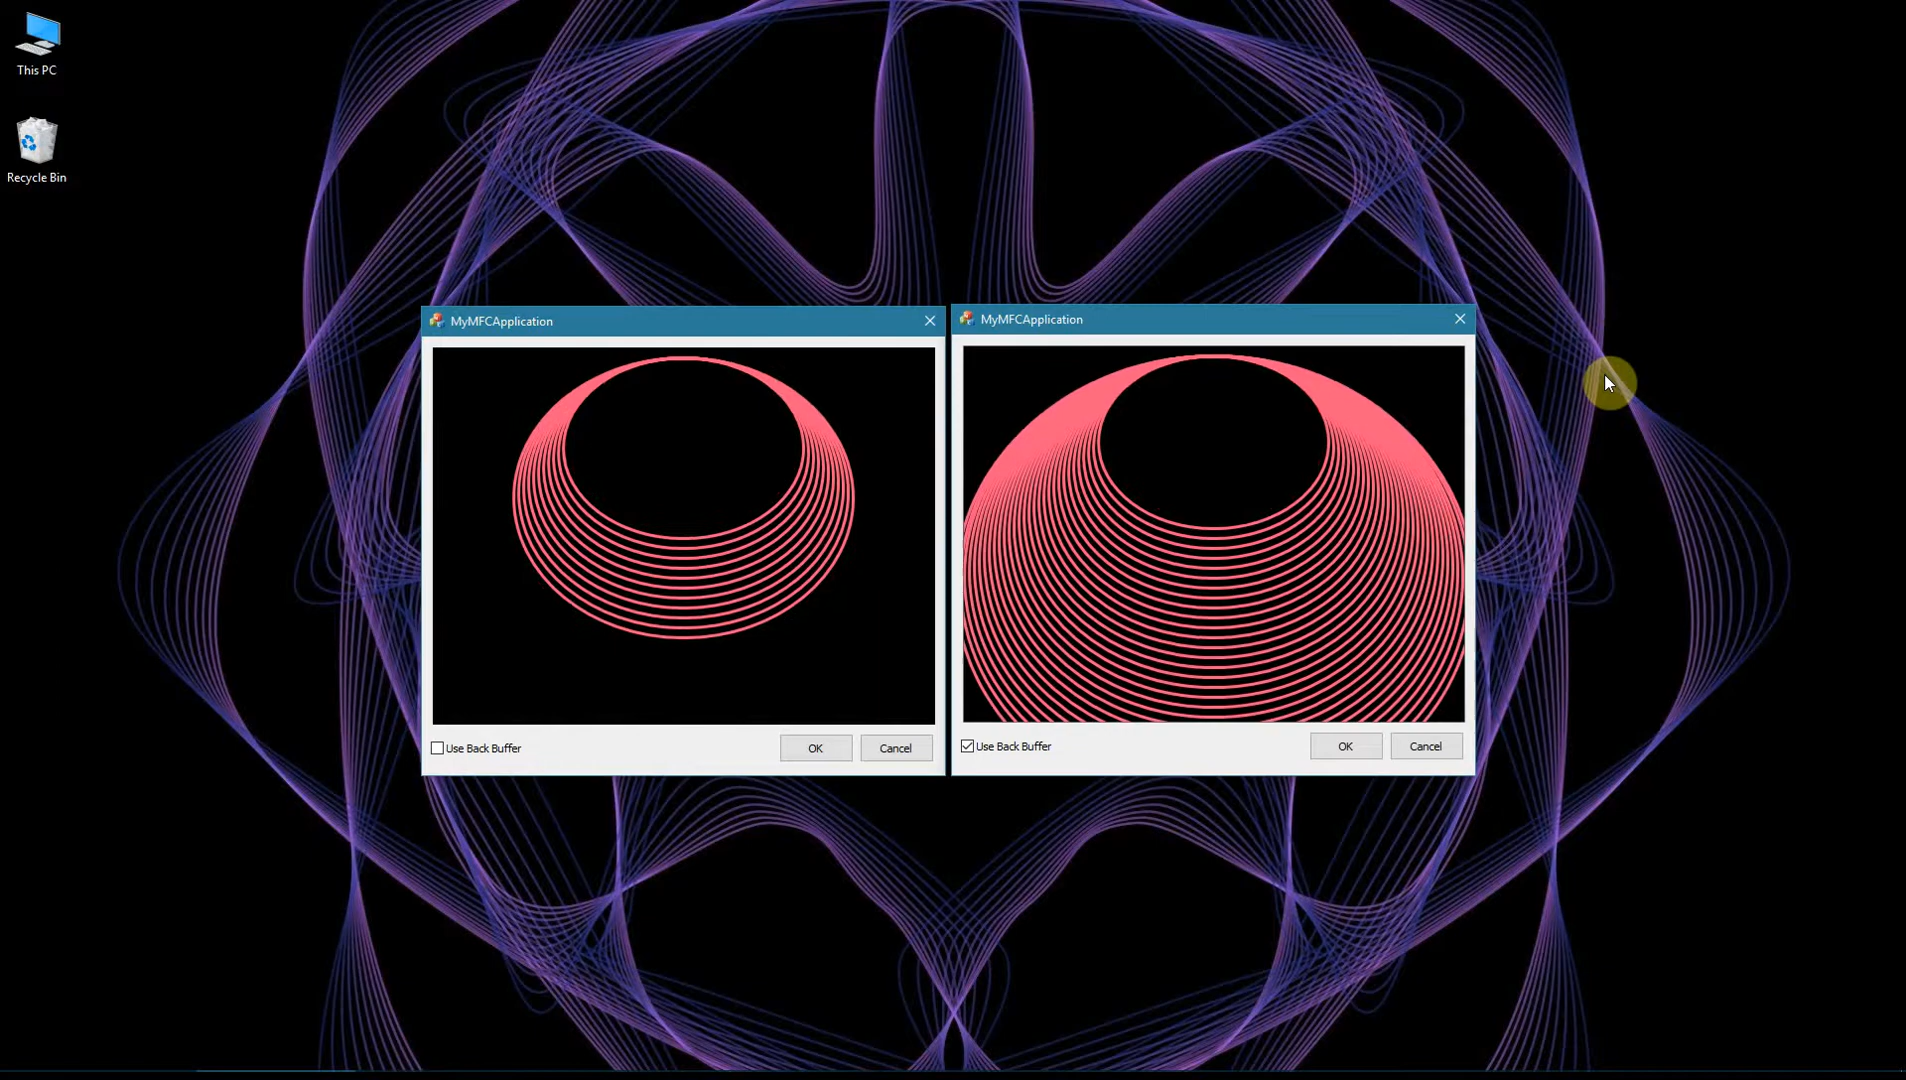 This PC
Recycle Bin
MyMFCApplication
Use Back Buffer
OK
Cancel
MyMFCApplication
Use Back Buffer
OK
Cancel